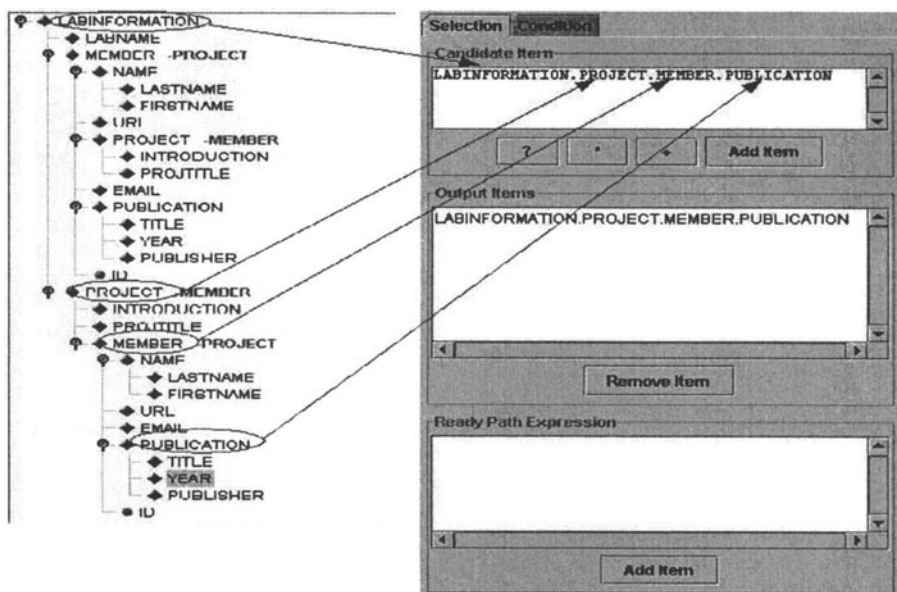 LABINFORMATION
LABNAME
MEMBER -PROJECT
NAME
LASTNAME
FIRSTNAME
URI
PROJECT -MEMBER
INTRODUCTION
PROJTITLE
EMAIL
PUBLICATION
TITLE
YEAR
PUBLISHER
ID
PROJECT -MEMBER
INTRODUCTION
PROJTITLE
MEMBER -PROJECT
NAME
LASTNAME
FIRSTNAME
URL
EMAIL
PUBLICATION
TITLE
YEAR
PUBLISHER
ID
Selection Condition
Candidate Item
LABINFORMATION.PROJECT.MEMBER.PUBLICATION
? * + Add Item
Output Items
LABINFORMATION.PROJECT.MEMBER.PUBLICATION
Remove Item
Ready Path Expression
Add Item